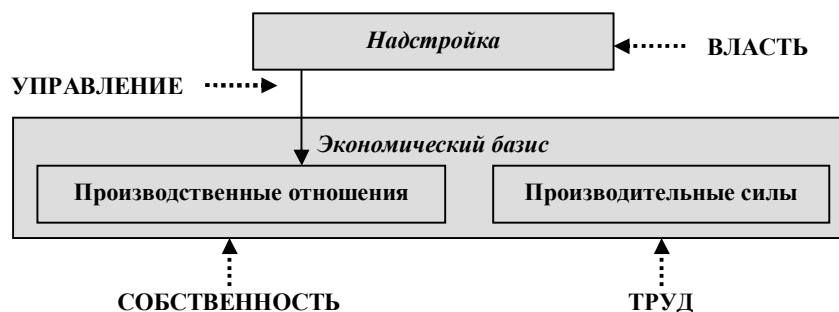 Надстройка
ВЛАСТЬ
УПРАВЛЕНИЕ
Экономический базис
Производственные отношения
Производительные силы
СОБСТВЕННОСТЬ
ТРУД